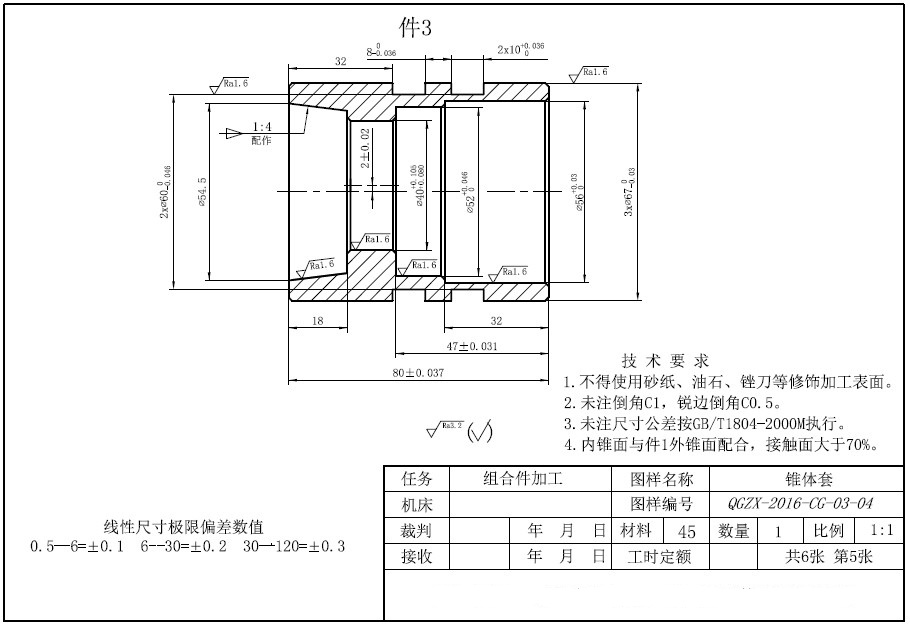 件3
8-0-0.036
2x10+0.036 0
32
Ra1.6
Ra1.6
1:4
配作
2±0.02
2xø60-0-0.046
ø54.5
ø40+0.105+0.080
ø52+0.046 0
ø56+0.03 0
3xø67-0-0.03
Ra1.6
Ra1.6
Ra1.6
Ra1.6
18
32
47±0.031
80±0.037
技术要求
1.不得使用砂纸、油石、锉刀等修饰加工表面。
2.未注倒角C1，锐边倒角C0.5。
3.未注尺寸公差按GB/T1804-2000M执行。
4.内锥面与件1外锥面配合，接触面大于70%。
Ra3.2 (√)
任务 组合件加工 图样名称 锥体套
机床 图样编号 QGZX-2016-CG-03-04
裁判 年 月 日 材料 45 数量 1 比例 1:1
接收 年 月 日 工时定额 共6张 第5张
线性尺寸极限偏差数值
0.5—6=±0.1 6--30=±0.2 30—120=±0.3